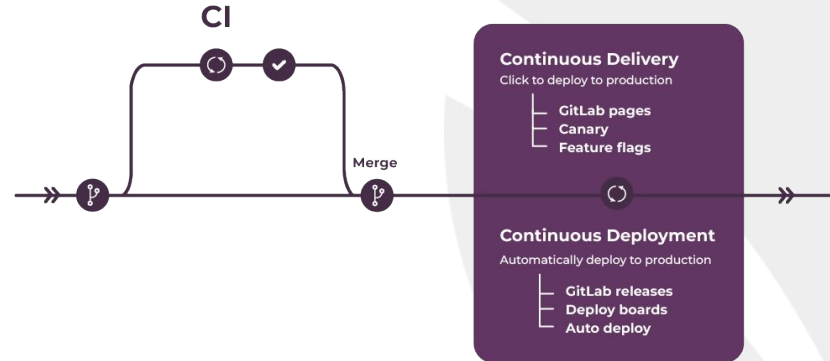 CI
Merge
Continuous Delivery
Click to deploy to production
GitLab pages
Canary
Feature flags
Continuous Deployment
Automatically deploy to production
GitLab releases
Deploy boards
Auto deploy